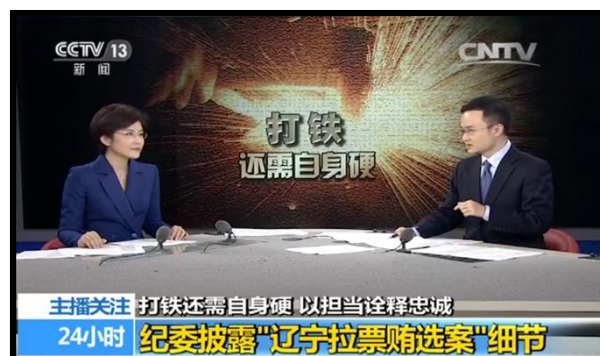 CCTV 13
新闻
CNTV
打铁
还需自身硬
主播关注
打铁还需自身硬 以担当诠释忠诚
24小时
纪委披露"辽宁拉票贿选案"细节